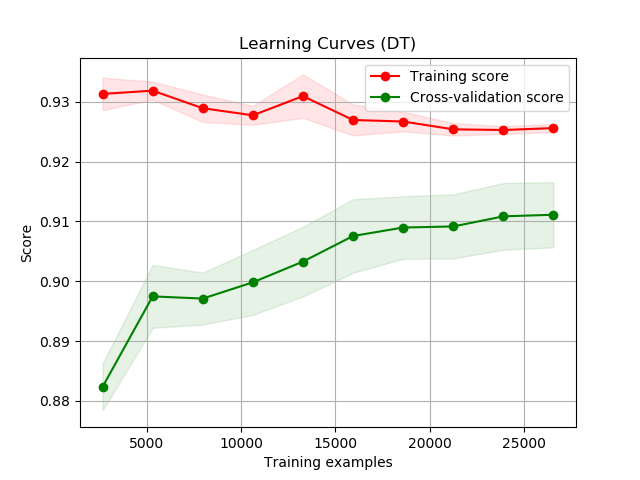 Learning Curves (DT)
Training score
Cross-validation score
0.93
0.92
0.91
0.90
0.89
0.88
Score
5000 10000 15000 20000 25000
Training examples